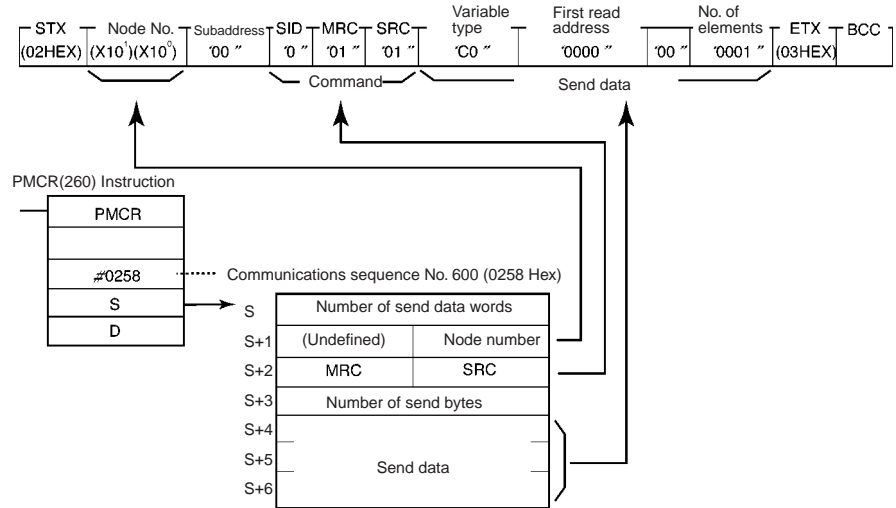 STX Node No. Subaddress SID MRC SRC Variable type First read address No. of elements ETX BCC
(02HEX) (X10¹)(X10⁰) '00" '0" '01" '01" 'C0" '0000" '00" '0001" (03HEX)
Command Send data
PMCR(260) Instruction
PMCR
#0258 Communications sequence No. 600 (0258 Hex)
S
D
S Number of send data words
S+1 (Undefined) Node number
S+2 MRC SRC
S+3 Number of send bytes
S+4
S+5 Send data
S+6